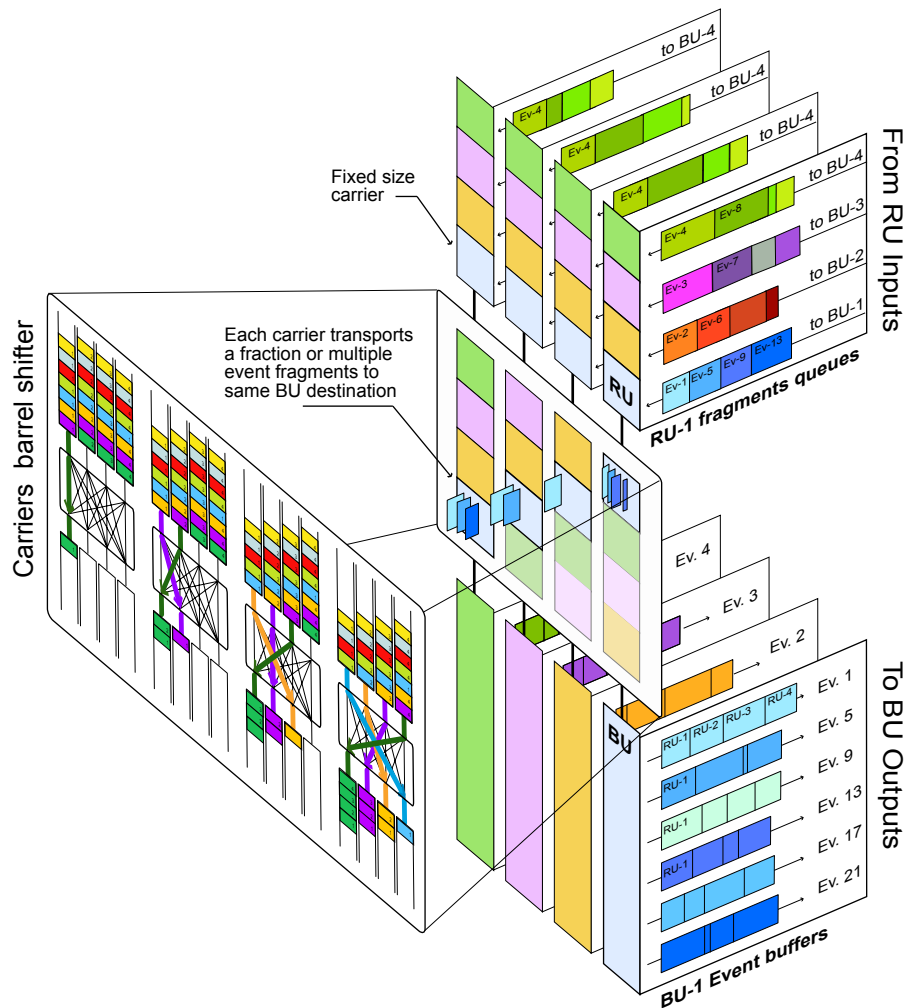 to BU-4
Ev-4
to BU-4
Ev-4
to BU-4
Ev-4
to BU-4
Ev-4
Ev-8
to BU-3
Ev-3
Ev-7
to BU-2
Ev-2
Ev-6
to BU-1
Ev-1
Ev-5
Ev-9
Ev-13
RU
RU-1 fragments queues
From RU Inputs
Fixed size
carrier
Each carrier transports
a fraction or multiple
event fragments to
same BU destination
Carriers barrel shifter
Ev. 4
Ev. 3
Ev. 2
Ev. 1
RU-1
RU-2
RU-3
RU-4
BU
Ev. 5
RU-1
Ev. 9
RU-1
Ev. 13
RU-1
Ev. 17
Ev. 21
BU-1 Event buffers
To BU Outputs